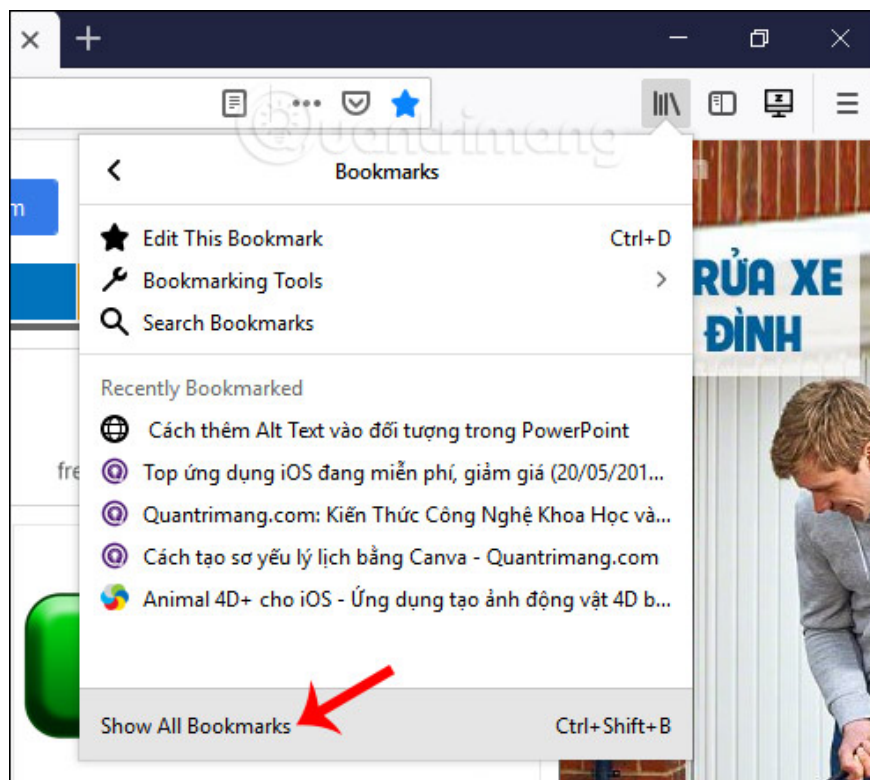 Quantrimang
Bookmarks
m
Edit This Bookmark Ctrl+D
Bookmarking Tools
Search Bookmarks
RỬA XE
ĐÌNH
Recently Bookmarked
Cách thêm Alt Text vào đối tượng trong PowerPoint
fre
Top ứng dụng iOS đang miễn phí, giảm giá (20/05/201...
Quantrimang.com: Kiến Thức Công Nghệ Khoa Học và...
Cách tạo sơ yếu lý lịch bằng Canva - Quantrimang.com
Animal 4D+ cho iOS - Ứng dụng tạo ảnh động vật 4D b...
Show All Bookmarks Ctrl+Shift+B